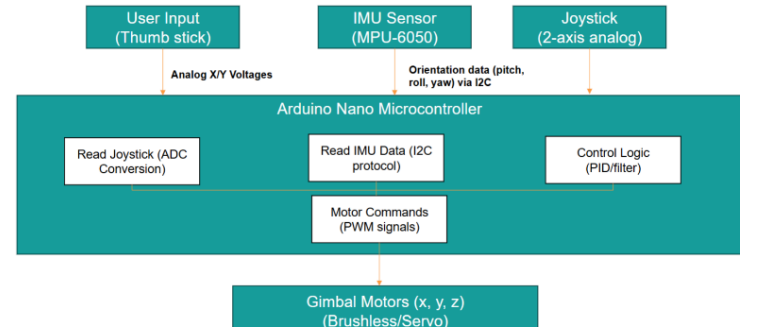 User Input
(Thumb stick)
IMU Sensor
(MPU-6050)
Joystick
(2-axis analog)
Analog X/Y Voltages
Orientation data (pitch,
roll, yaw) via I2C
Arduino Nano Microcontroller
Read Joystick (ADC
Conversion)
Read IMU Data (I2C
protocol)
Control Logic
(PID/filter)
Motor Commands
(PWM signals)
Gimbal Motors (x, y, z)
(Brushless/Servo)